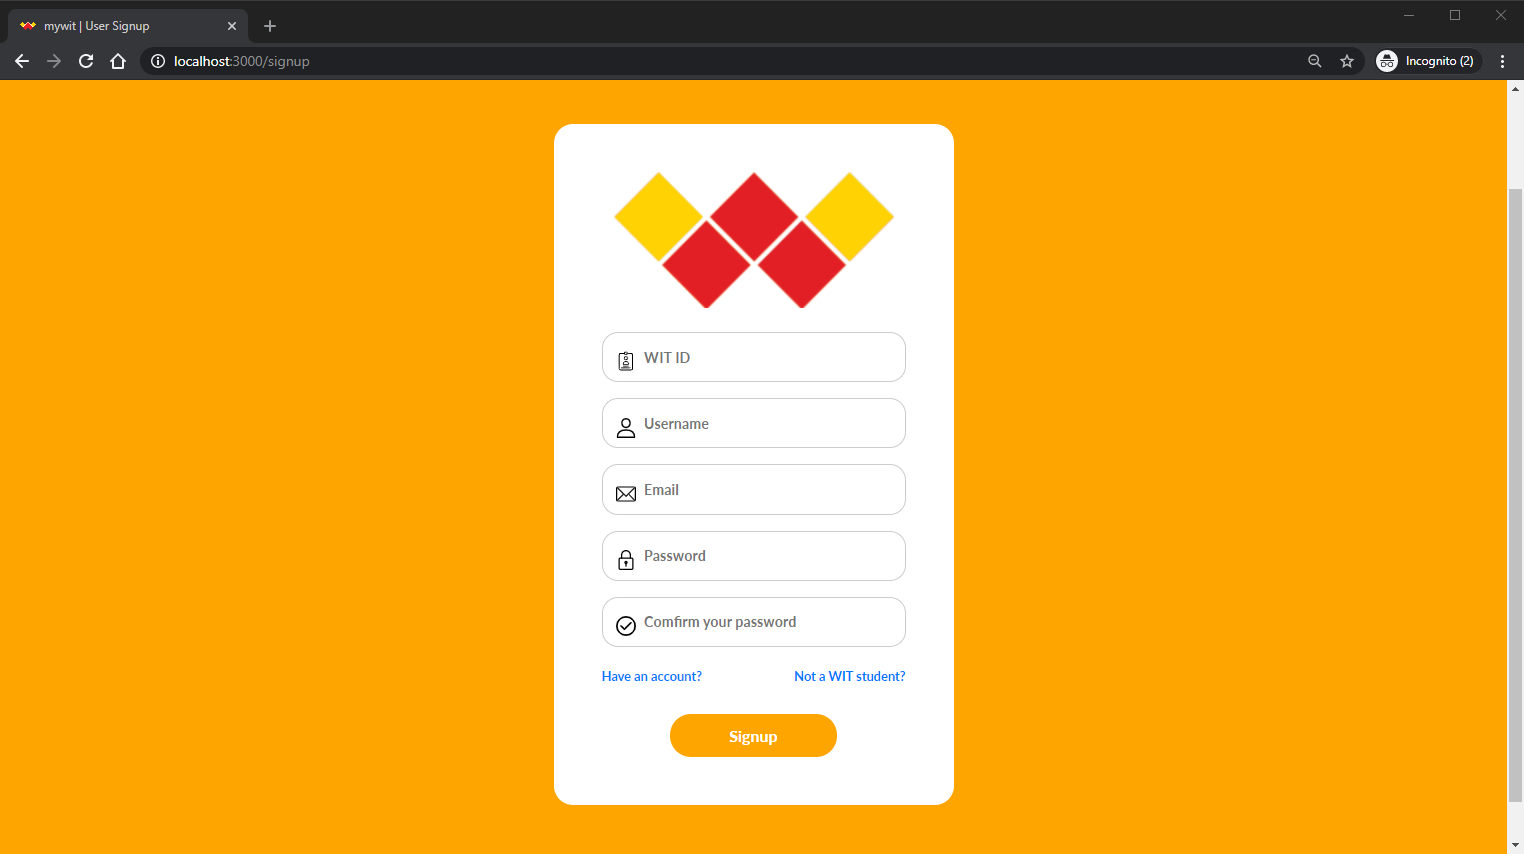 mywit | User Signup
localhost:3000/signup
Incognito (2)
WIT ID
Username
Email
Password
Comfirm your password
Have an account? Not a WIT student?
Signup